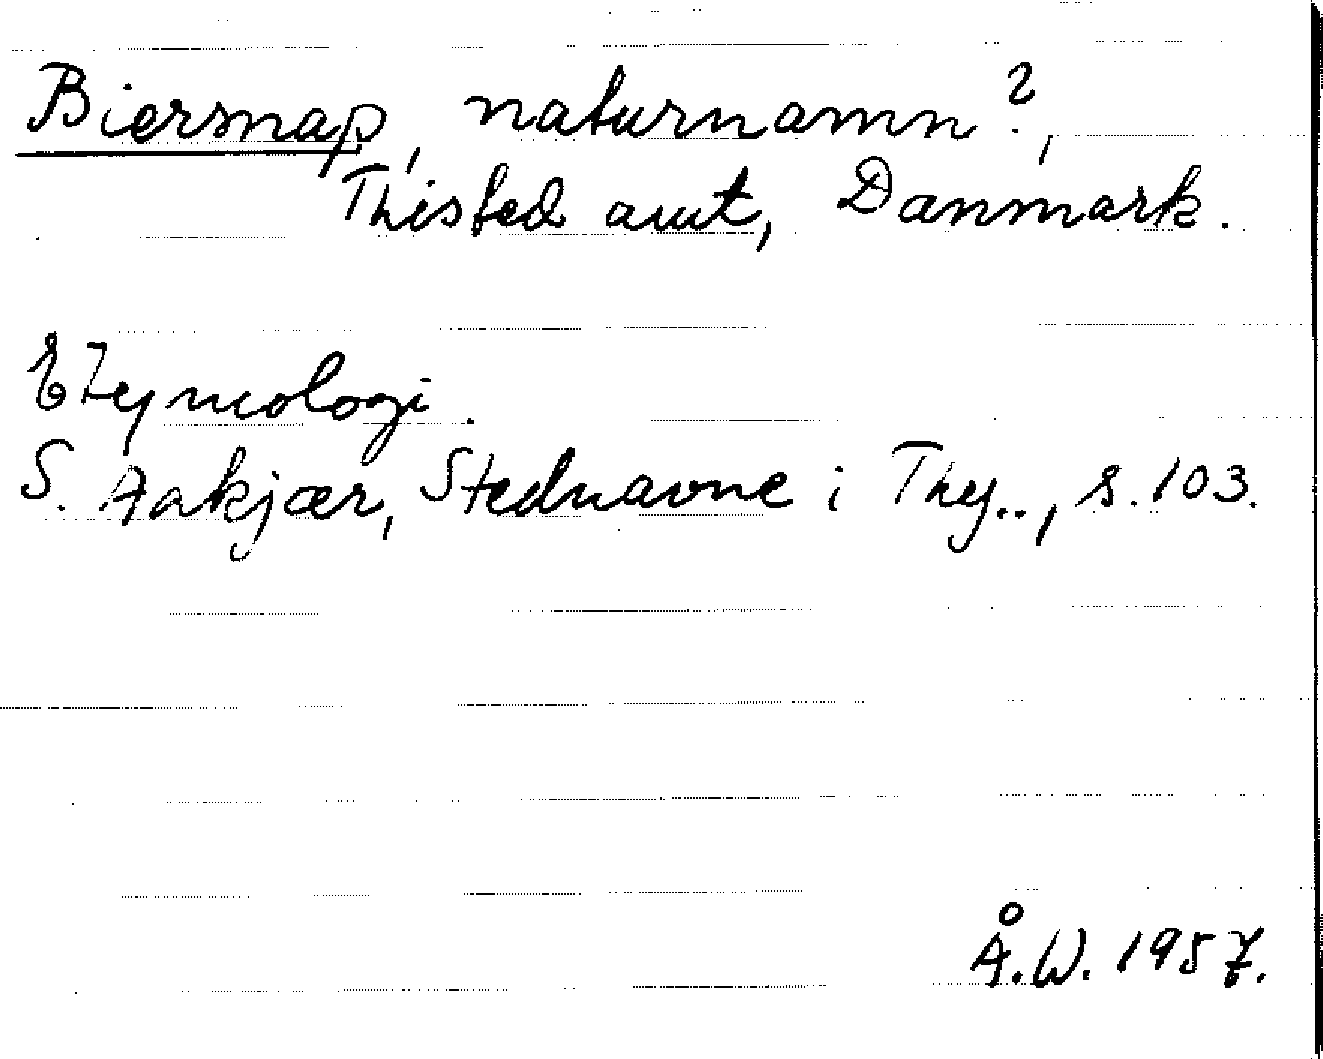 Biersnap, naturnamn?,
Thisted amt, Danmark.
Etymologi.
S. Aakjær, Stednavne i Thy.., s. 103.
Å.W. 1957.